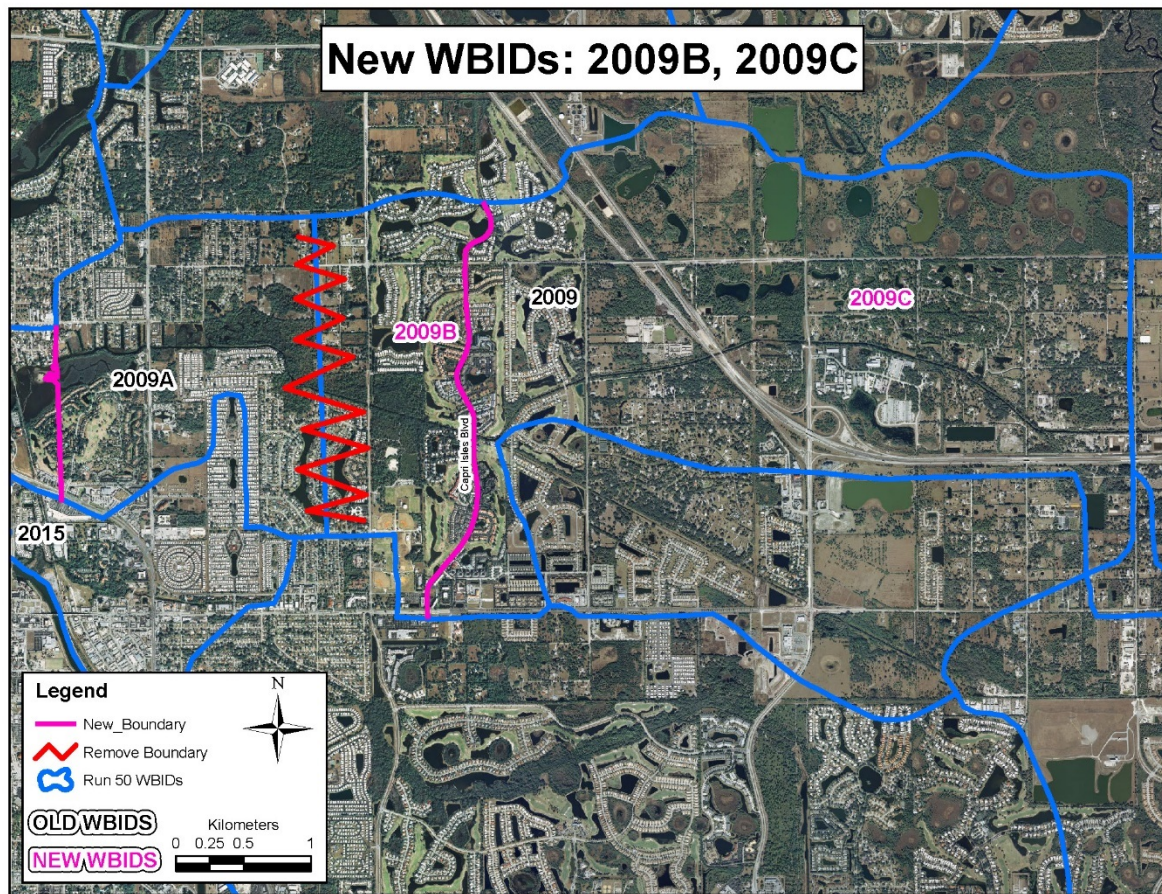 New WBIDs: 2009B, 2009C
2009
2009C
2009B
2009A
Capri Isles Blvd
2015
Legend
New_Boundary
Remove Boundary
Run 50 WBIDs
OLD WBIDS
NEW WBIDS
N
Kilometers
0 0.25 0.5 1